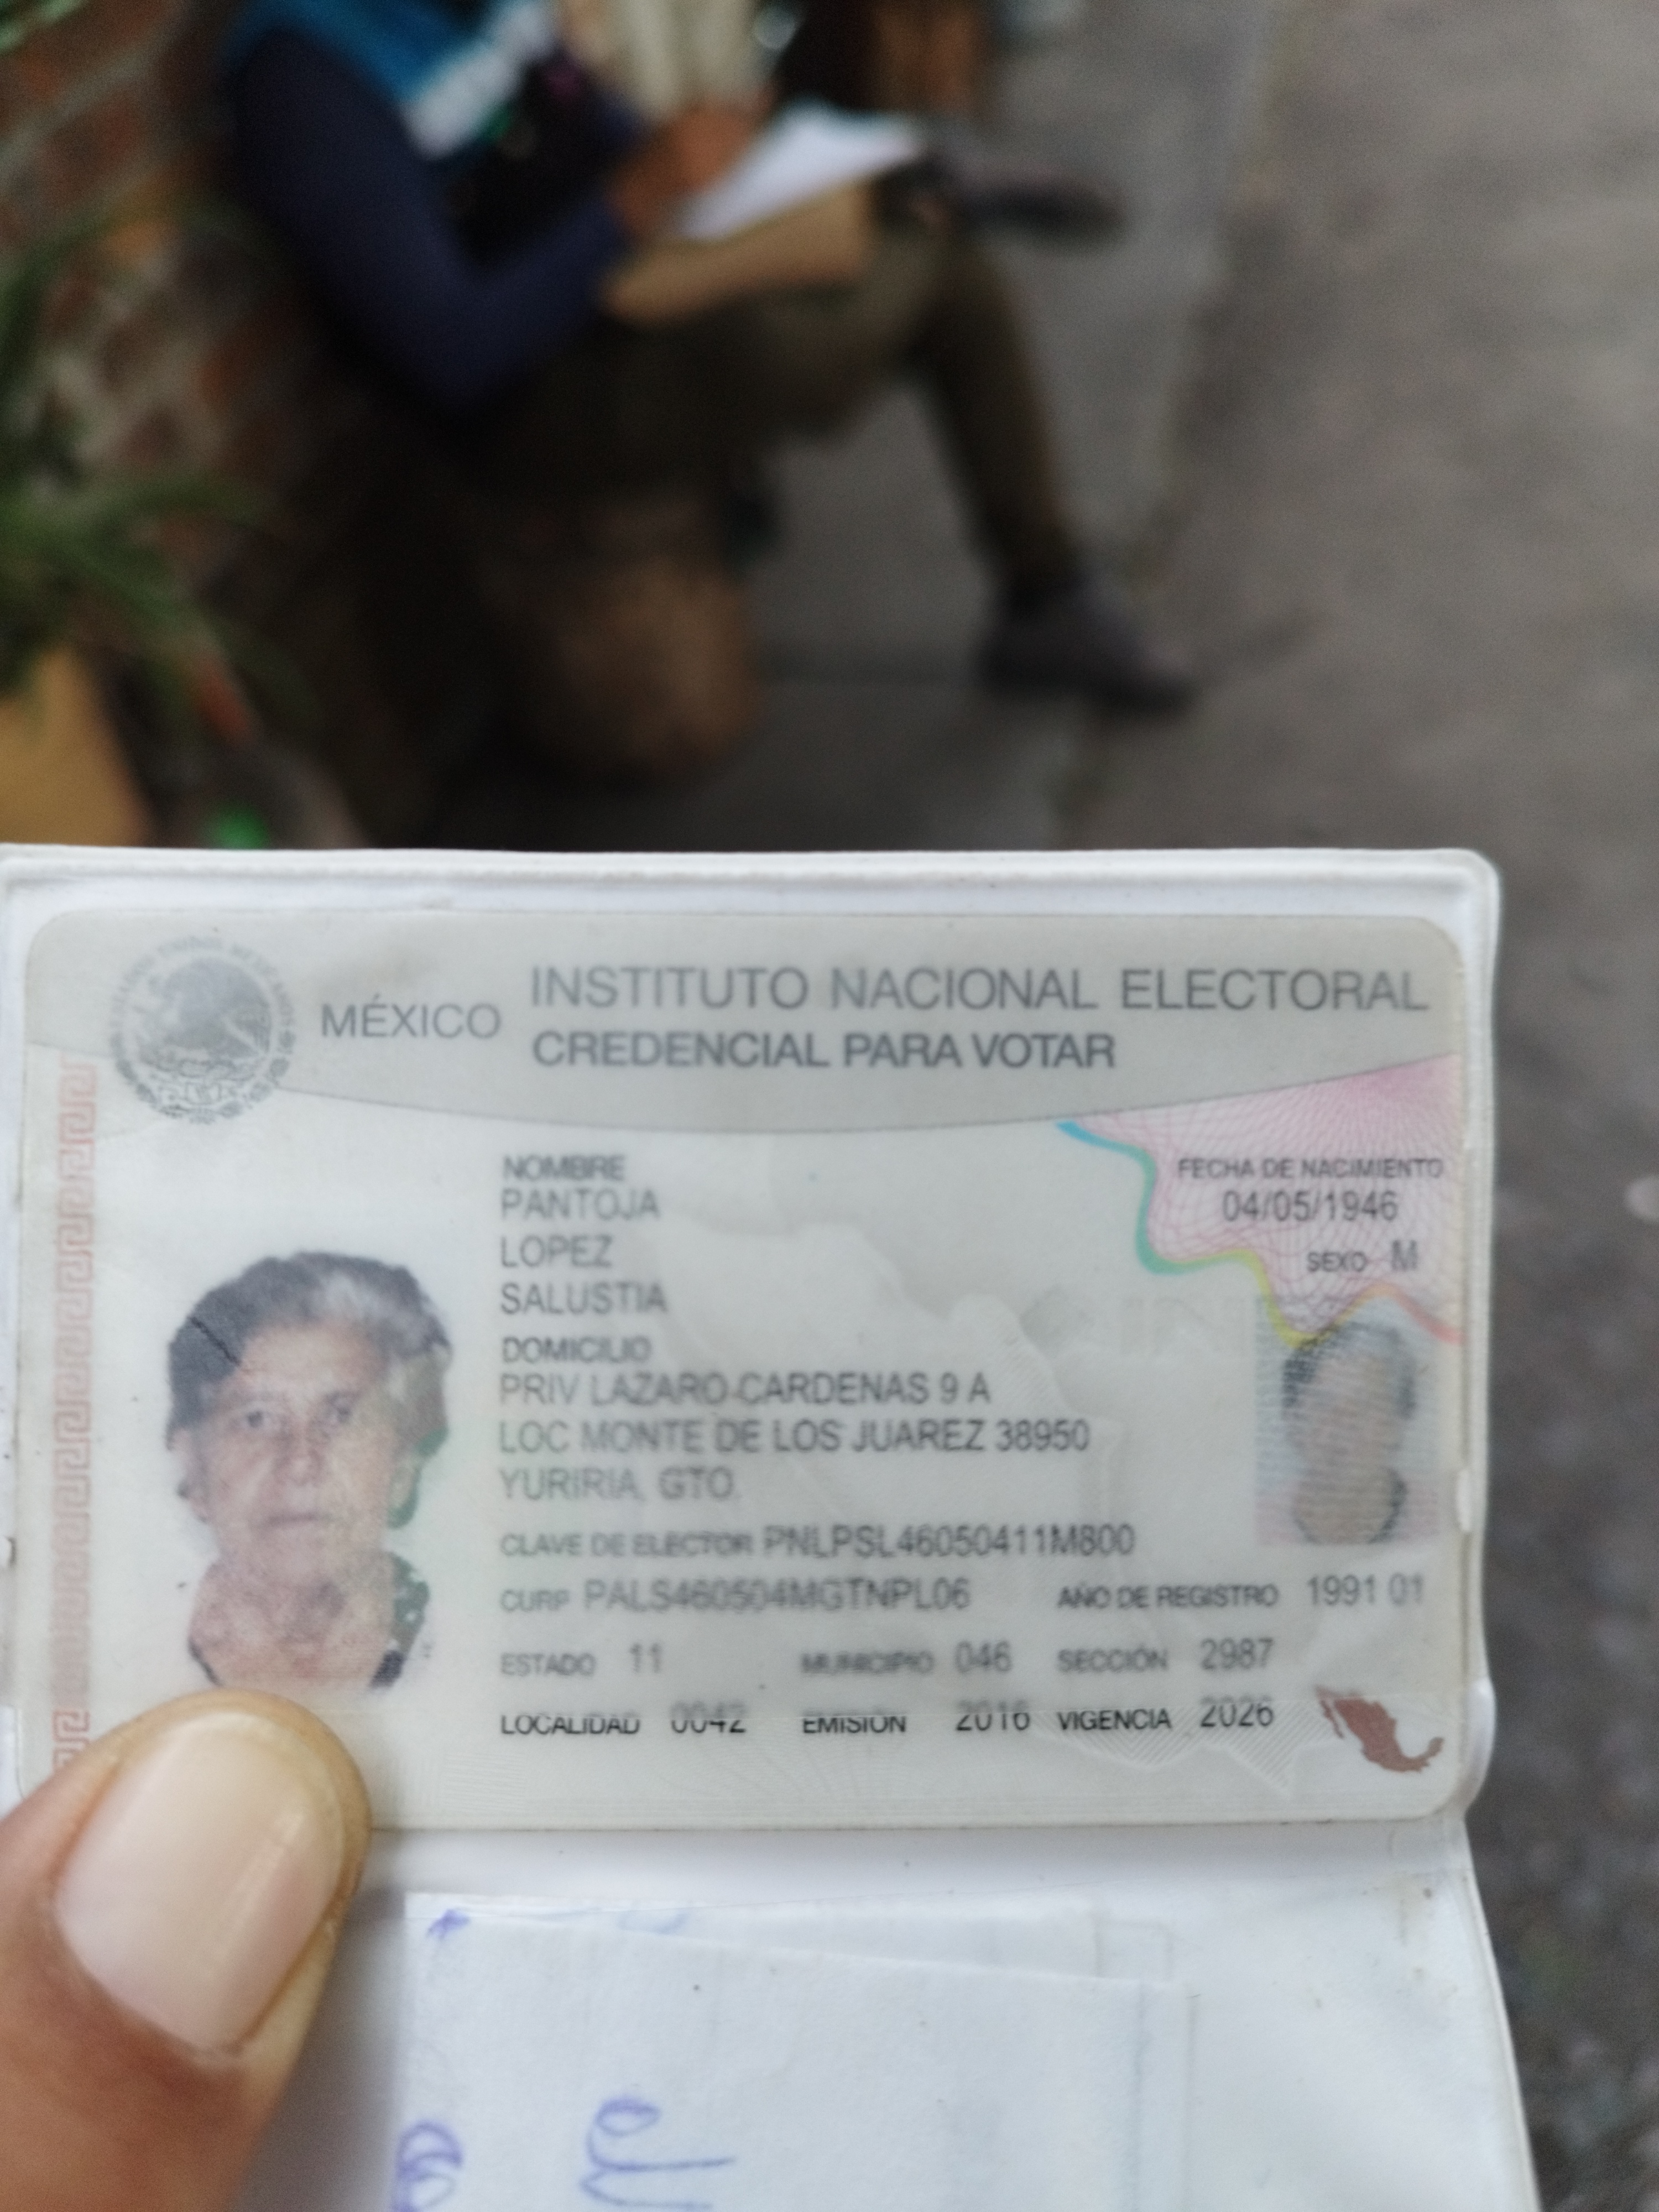 MÉXICO
INSTITUTO NACIONAL ELECTORAL
CREDENCIAL PARA VOTAR
NOMBRE
PANTOJA
LOPEZ
SALUSTIA
FECHA DE NACIMIENTO
04/05/1946
SEXO M
DOMICILIO
PRIV LAZARO CARDENAS 9 A
LOC MONTE DE LOS JUAREZ 38950
YURIRIA, GTO.
CLAVE DE ELECTOR PNLPSL46050411M800
CURP PALS460504MGTNPL06 AÑO DE REGISTRO 1991 01
ESTADO 11 MUNICIPIO 046 SECCIÓN 2987
LOCALIDAD 0042 EMISIÓN 2016 VIGENCIA 2026